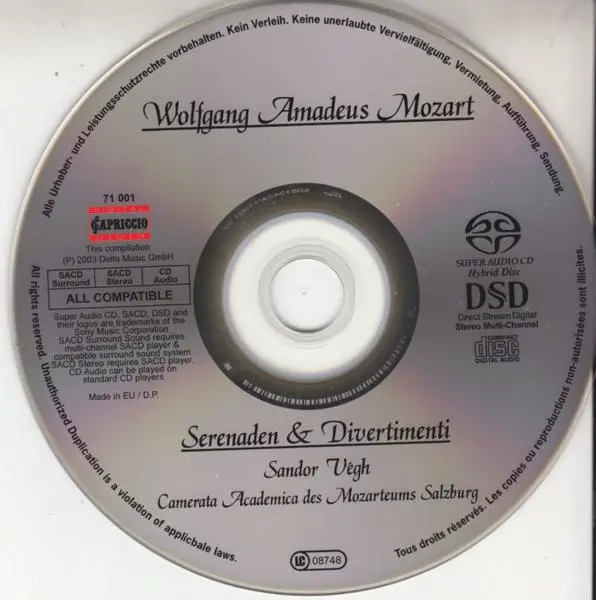 Alle Urheber- und Leistungsschutzrechte vorbehalten. Kein Verleih. Keine unerlaubte Vervielfältigung, Vermietung, Aufführung, Sendung.
Wolfgang Amadeus Mozart
71 001
DIGITAL
CAPRICCIO
This compilation
(P) 2003 Delta Music GmbH
SACD Surround
SACD Stereo
CD Audio
ALL COMPATIBLE
Super Audio CD, SACD, DSD and
their logos are trademarks of the
Sony Music Corporation
SACD Surround Sound requires
multi-channel SACD player &
compatible surround sound system
SACD Stereo requires SACD player.
CD Audio can be played on
standard CD players
Made in EU / D.P.
SUPER AUDIO CD
Hybrid Disc
DSD
Direct Stream Digital
Stereo Multi-Channel
COMPACT
disc
DIGITAL AUDIO
Serenaden & Divertimenti
Sandor Végh
Camerata Academica des Mozarteums Salzburg
LC 08748
All rights reserved. Unauthorized Duplication is a violation of applicbale laws.
Tous droits réservés. Les copies ou reproductions non-autorisées sont illicites.